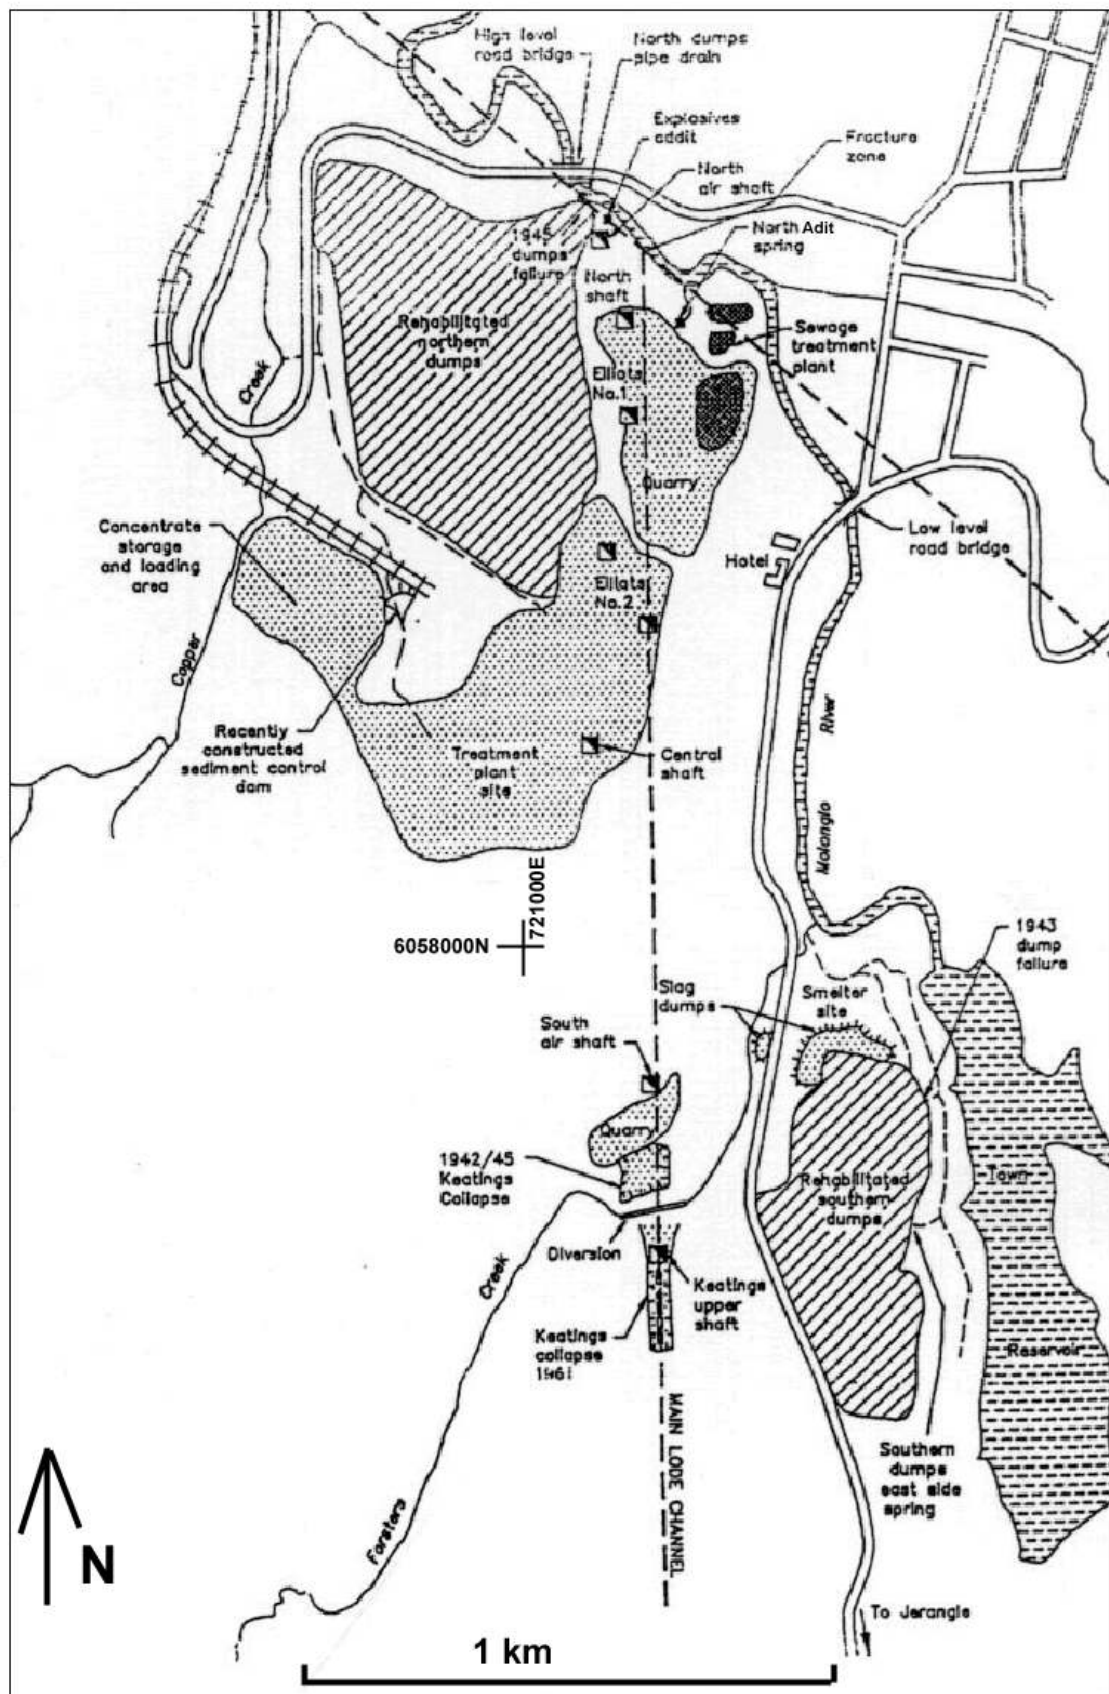 High level
road bridge
North dumps
pipe drain
Explosives
addit
Fracture
zone
North
air shaft
North Adit
spring
1945
dumps
failure
North
shaft
Rehabilitated
northern
dumps
Sewage
treatment
plant
Elliots
No.1
Creek
Quarry
Concentrate
storage
and loading
area
Low level
road bridge
Hotel
Elliots
No.2
Copper
River
Recently
constructed
sediment control
dam
Treatment
plant
site
Central
shaft
Molonglo
721000E
6058000N
1943
dump
failure
Slag
dumps
Smelter
site
South
air shaft
Quarry
1942/45
Keatings
Collapse
Rehabilitated
southern
dumps
Town
Diversion
Creek
Keatings
upper
shaft
Keatings
collapse
1961
Reservoir
MAIN LODE CHANNEL
Southern
dumps
east side
spring
Forsters
N
To Jerangle
1 km